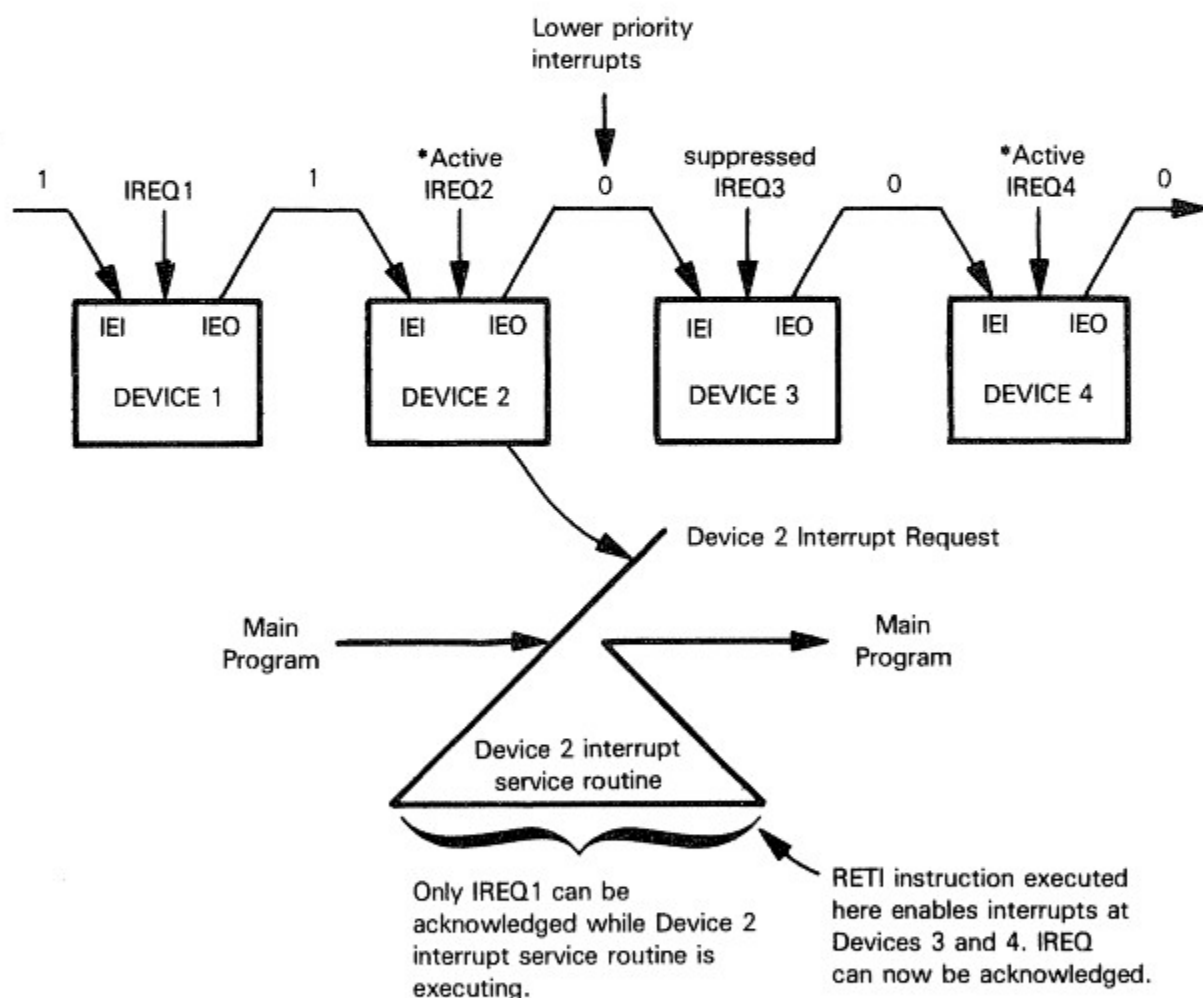 Lower priority
interrupts
1
IREQ1
1
*Active
IREQ2
0
suppressed
IREQ3
0
*Active
IREQ4
0
IEI IEO
DEVICE 1
IEI IEO
DEVICE 2
IEI IEO
DEVICE 3
IEI IEO
DEVICE 4
Device 2 Interrupt Request
Main
Program
Main
Program
Device 2 interrupt
service routine
Only IREQ1 can be
acknowledged while Device 2
interrupt service routine is
executing.
RETI instruction executed
here enables interrupts at
Devices 3 and 4. IREQ
can now be acknowledged.